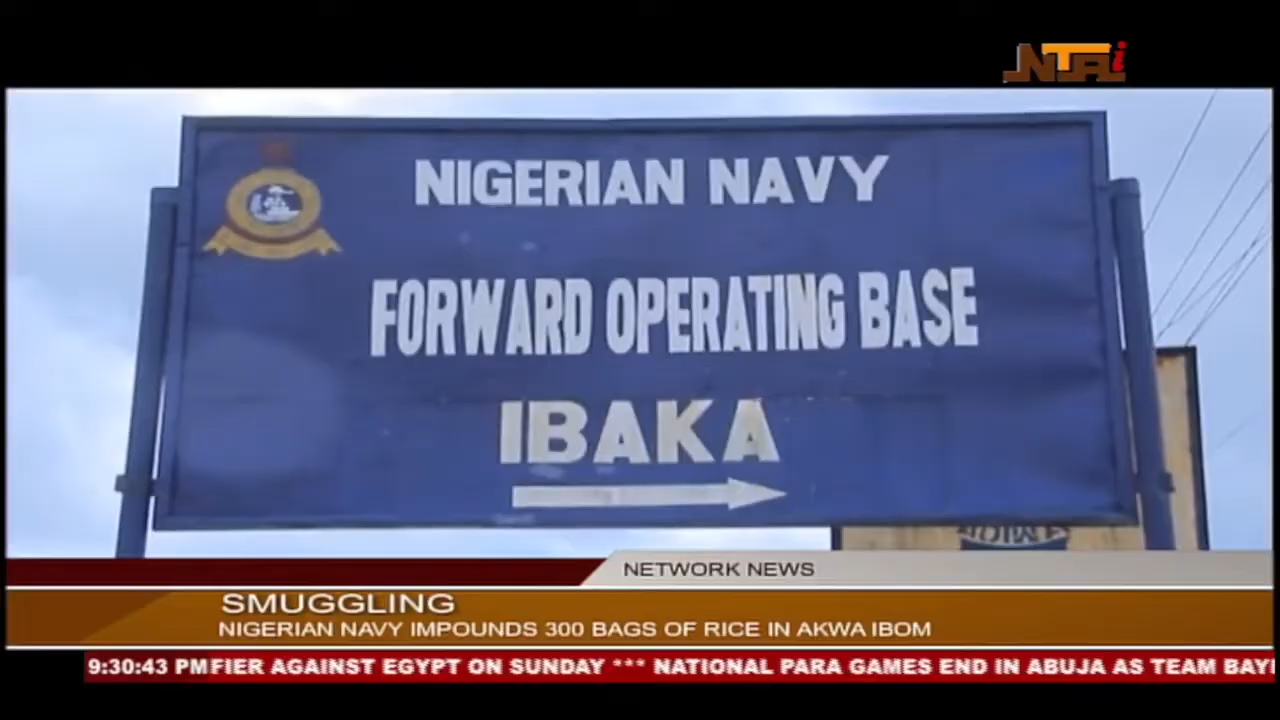 NTAi
NIGERIAN NAVY
FORWARD OPERATING BASE
IBAKA
NETWORK NEWS
SMUGGLING
NIGERIAN NAVY IMPOUNDS 300 BAGS OF RICE IN AKWA IBOM
9:30:43 PM FIER AGAINST EGYPT ON SUNDAY *** NATIONAL PARA GAMES END IN ABUJA AS TEAM BAY